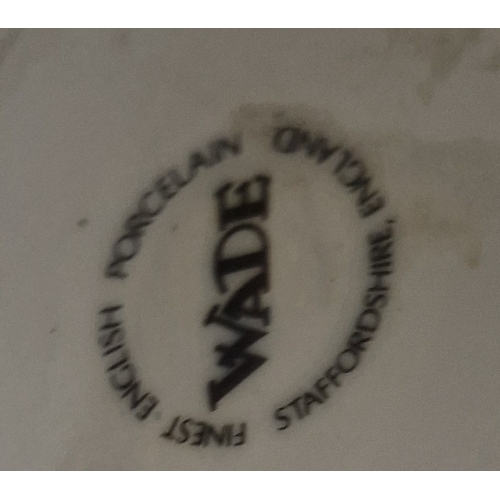 FINEST ENGLISH PORCELAIN
WADE
STAFFORDSHIRE, ENGLAND